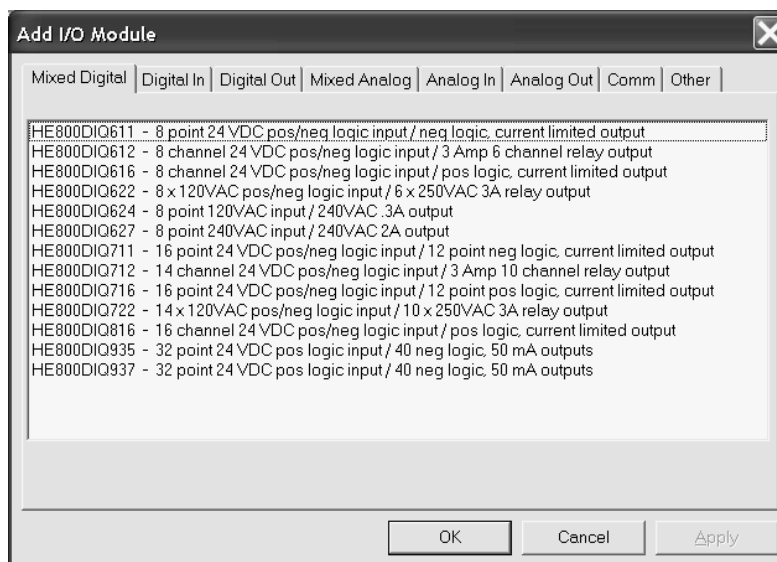 Add I/O Module
Mixed Digital Digital In Digital Out Mixed Analog Analog In Analog Out Comm Other
HE800DIQ611 - 8 point 24 VDC pos/neg logic input / neg logic, current limited output
HE800DIQ612 - 8 channel 24 VDC pos/neg logic input / 3 Amp 6 channel relay output
HE800DIQ616 - 8 channel 24 VDC pos/neg logic input / pos logic, current limited output
HE800DIQ622 - 8 x 120VAC pos/neg logic input / 6 x 250VAC 3A relay output
HE800DIQ624 - 8 point 120VAC input / 240VAC .3A output
HE800DIQ627 - 8 point 240VAC input / 240VAC 2A output
HE800DIQ711 - 16 point 24 VDC pos/neg logic input / 12 point neg logic, current limited output
HE800DIQ712 - 14 channel 24 VDC pos/neg logic input / 3 Amp 10 channel relay output
HE800DIQ716 - 16 point 24 VDC pos/neg logic input / 12 point pos logic, current limited output
HE800DIQ722 - 14 x 120VAC pos/neg logic input / 10 x 250VAC 3A relay output
HE800DIQ816 - 16 channel 24 VDC pos/neg logic input / pos logic, current limited output
HE800DIQ935 - 32 point 24 VDC pos logic input / 40 neg logic, 50 mA outputs
HE800DIQ937 - 32 point 24 VDC pos logic input / 40 neg logic, 50 mA outputs
OK Cancel Apply